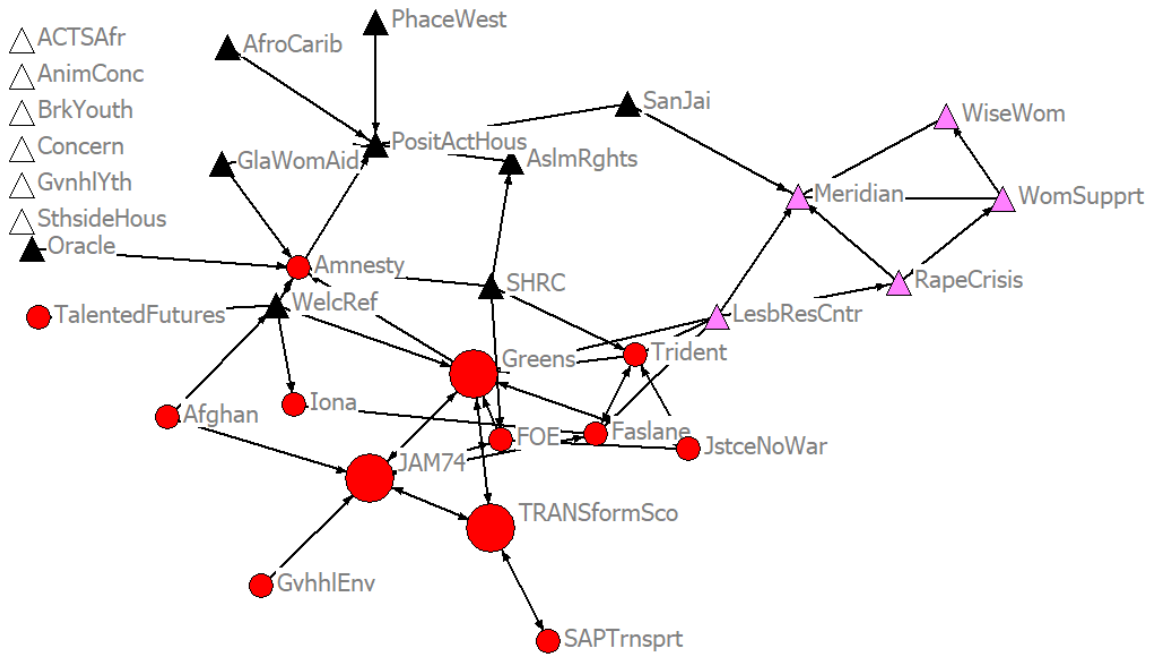 PhaceWest
ACTSAfr
AfroCarib
AnimConc
SanJai
BrkYouth
WiseWom
PositActHous
Concern
GlaWomAid
AslmRghts
GvnhlYth
Meridian
WomSupprt
SthsideHous
Oracle
Amnesty
SHRC
RapeCrisis
WelcRef
TalentedFutures
LesbResCntr
Greens
Trident
Iona
Afghan
Faslane
FOE
JstceNoWar
JAM74
TRANSformSco
GvhhlEnv
SAPTrnsprt